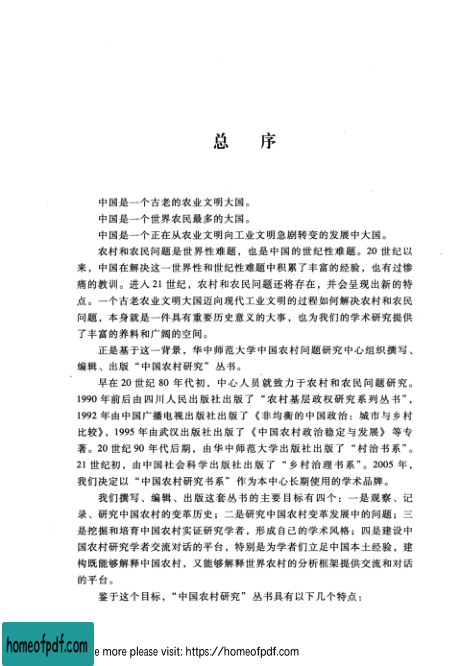 总 序
中国是一个古老的农业文明大国。
中国是一个世界农民最多的大国。
中国是一个正在从农业文明向工业文明急剧转变的发展中大国。
农村和农民问题是世界性难题，也是中国的世纪性难题。20 世纪以
来，中国在解决这一世界性和世纪性难题中积累了丰富的经验，也有过惨
痛的教训。进入 21 世纪，农村和农民问题还将存在，并会呈现出新的特
点。一个古老农业文明大国迈向现代工业文明的过程如何解决农村和农民
问题，本身就是一件具有重要历史意义的大事，也为我们的学术研究提供
了丰富的养料和广阔的空间。
正是基于这一背景，华中师范大学中国农村问题研究中心组织撰写、
编辑、出版“中国农村研究”丛书。
早在 20 世纪 80 年代初，中心人员就致力于农村和农民问题研究。
1990 年前后由四川人民出版社出版了“农村基层政权研究系列丛书”，
1992 年由中国广播电视出版社出版了《非均衡的中国政治：城市与乡村
比较》，1995 年由武汉出版社出版了《中国农村政治稳定与发展》等专
著。20 世纪 90 年代后期，由华中师范大学出版社出版了“村治书系”。
21 世纪初，由中国社会科学出版社出版了“乡村治理书系”。2005 年，
我们决定以“中国农村研究书系”作为本中心长期使用的学术品牌。
我们撰写、编辑、出版这套丛书的主要目标有四个：一是观察、记
录、研究中国农村的变革历史；二是研究中国农村变革发展中的问题；三
是挖掘和培育中国农村实证研究学者，形成自己的学术风格；四是建设中
国农村研究学者交流对话的平台，特别是为学者们立足中国本土经验，建
构既能够解释中国农村，又能够解释世界农村的分析框架提供交流和对话
的平台。
鉴于这个目标，“中国农村研究”丛书具有以下几个特点：
homeofpdf.com
e more please visit: https://homeofpdf.com